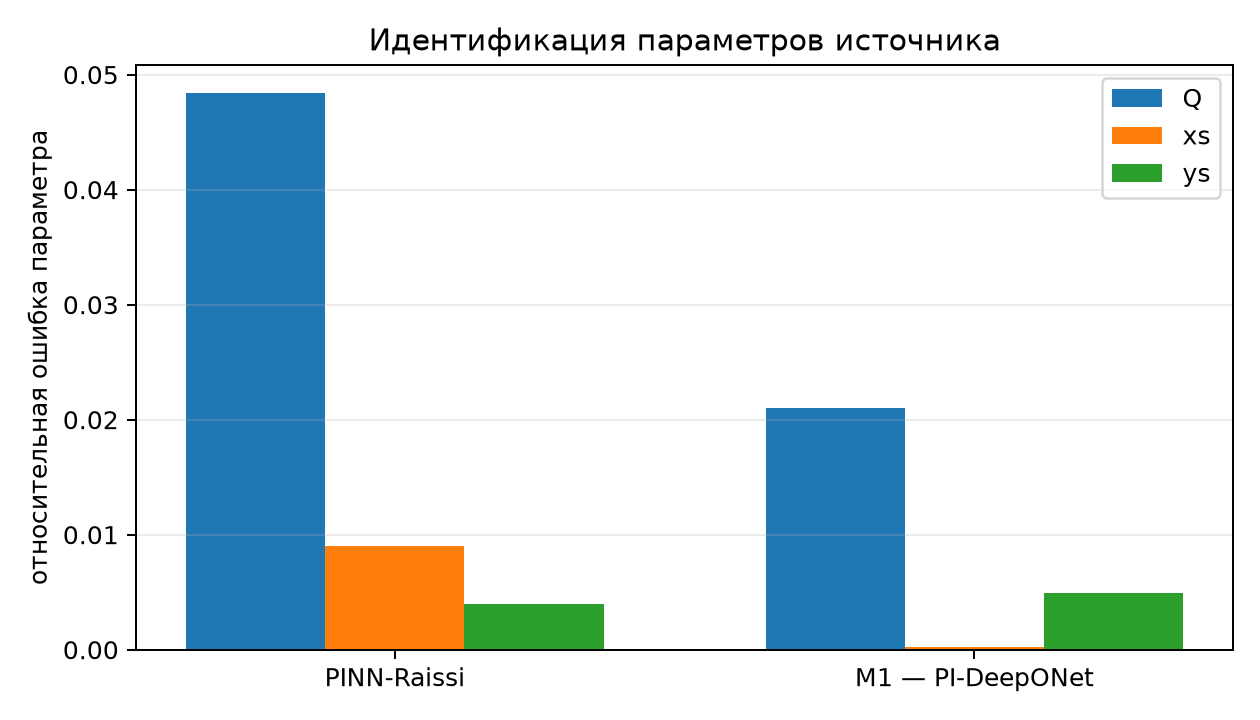 Идентификация параметров источника
относительная ошибка параметра
0.05
0.04
0.03
0.02
0.01
0.00
Q
xs
ys
PINN-Raissi
M1 — PI-DeepONet